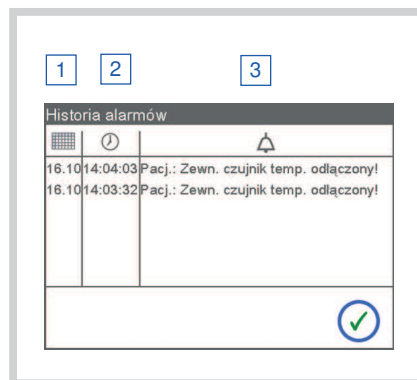 1 2 3
Historia alarmów
16.10 14:04:03 Pacj.: Zewn. czujnik temp. odłączony!
16.10 14:03:32 Pacj.: Zewn. czujnik temp. odłączony!